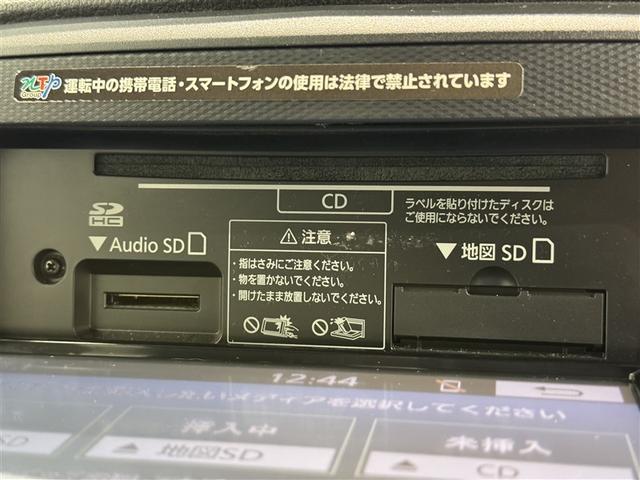 NTP Group 運転中の携帯電話・スマートフォンの使用は法律で禁止されています
CD
ラベルを貼り付けたディスクは
ご使用にならないでください。
SD HC
▼Audio SD
⚠注意
・指はさみにご注意ください。
・物を置かないでください。
・開けたまま放置しないでください。
▼地図 SD
12:44
メディアを選択してください
挿入中
地図SD
未挿入
CD
SD